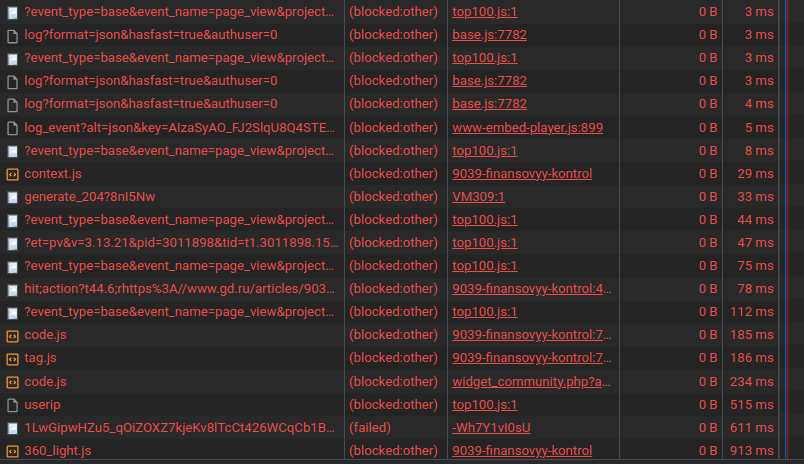 ?event_type=base&event_name=page_view&project... (blocked:other) top100.js:1 0 B 3 ms
log?format=json&hasfast=true&authuser=0 (blocked:other) base.js:7782 0 B 3 ms
?event_type=base&event_name=page_view&project... (blocked:other) top100.js:1 0 B 3 ms
log?format=json&hasfast=true&authuser=0 (blocked:other) base.js:7782 0 B 3 ms
log?format=json&hasfast=true&authuser=0 (blocked:other) base.js:7782 0 B 4 ms
log_event?alt=json&key=AIzaSyAO_FJ2SlqU8Q4STE... (blocked:other) www-embed-player.js:899 0 B 5 ms
?event_type=base&event_name=page_view&project... (blocked:other) top100.js:1 0 B 8 ms
context.js (blocked:other) 9039-finansovyy-kontrol 0 B 29 ms
generate_204?8nI5Nw (blocked:other) VM309:1 0 B 33 ms
?event_type=base&event_name=page_view&project... (blocked:other) top100.js:1 0 B 44 ms
?et=pv&v=3.13.21&pid=3011898&tid=t1.3011898.15... (blocked:other) top100.js:1 0 B 47 ms
?event_type=base&event_name=page_view&project... (blocked:other) top100.js:1 0 B 75 ms
hit;action?t44.6;rhttps%3A//www.gd.ru/articles/903... (blocked:other) 9039-finansovyy-kontrol:4... 0 B 78 ms
?event_type=base&event_name=page_view&project... (blocked:other) top100.js:1 0 B 112 ms
code.js (blocked:other) 9039-finansovyy-kontrol:7... 0 B 185 ms
tag.js (blocked:other) 9039-finansovyy-kontrol:7... 0 B 186 ms
code.js (blocked:other) widget_community.php?a... 0 B 234 ms
userip (blocked:other) top100.js:1 0 B 515 ms
1LwGipwHZu5_qOiZOXZ7kjeKv8lTcCt426WCqCb1B... (failed) -Wh7Y1vI0sU 0 B 611 ms
360_light.js (blocked:other) 9039-finansovyy-kontrol 0 B 913 ms